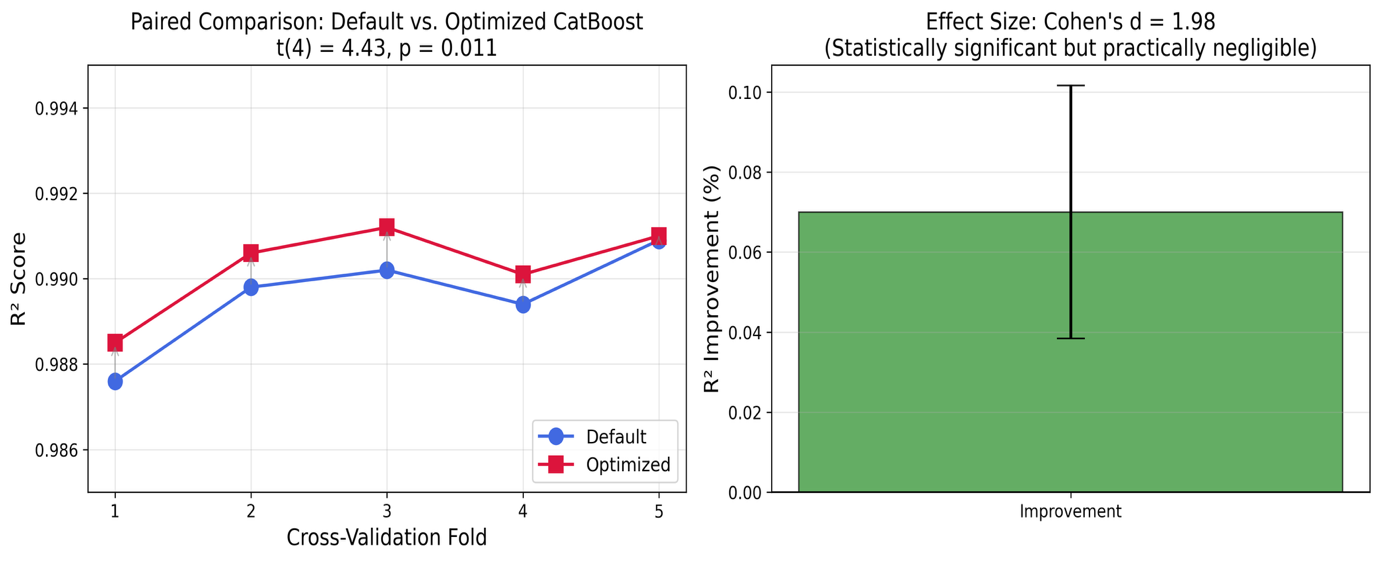 Paired Comparison: Default vs. Optimized CatBoost
t(4) = 4.43, p = 0.011
R² Score
0.994
0.992
0.990
0.988
0.986
1
2
3
4
5
Cross-Validation Fold
Default
Optimized
Effect Size: Cohen's d = 1.98
(Statistically significant but practically negligible)
R² Improvement (%)
0.10
0.08
0.06
0.04
0.02
0.00
Improvement